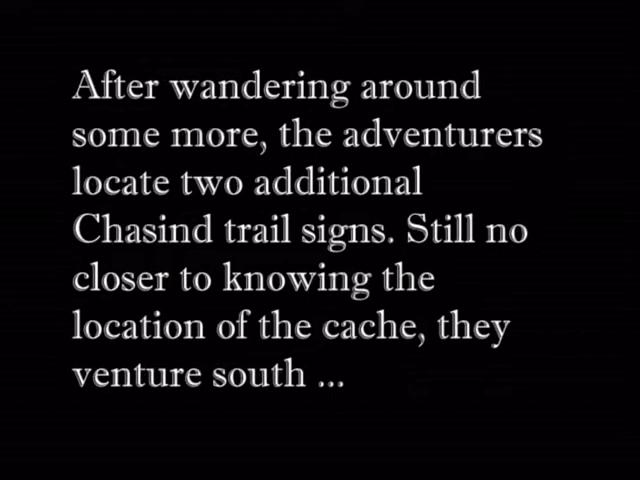 After wandering around
some more, the adventurers
locate two additional
Chasind trail signs. Still no
closer to knowing the
location of the cache, they
venture south ...